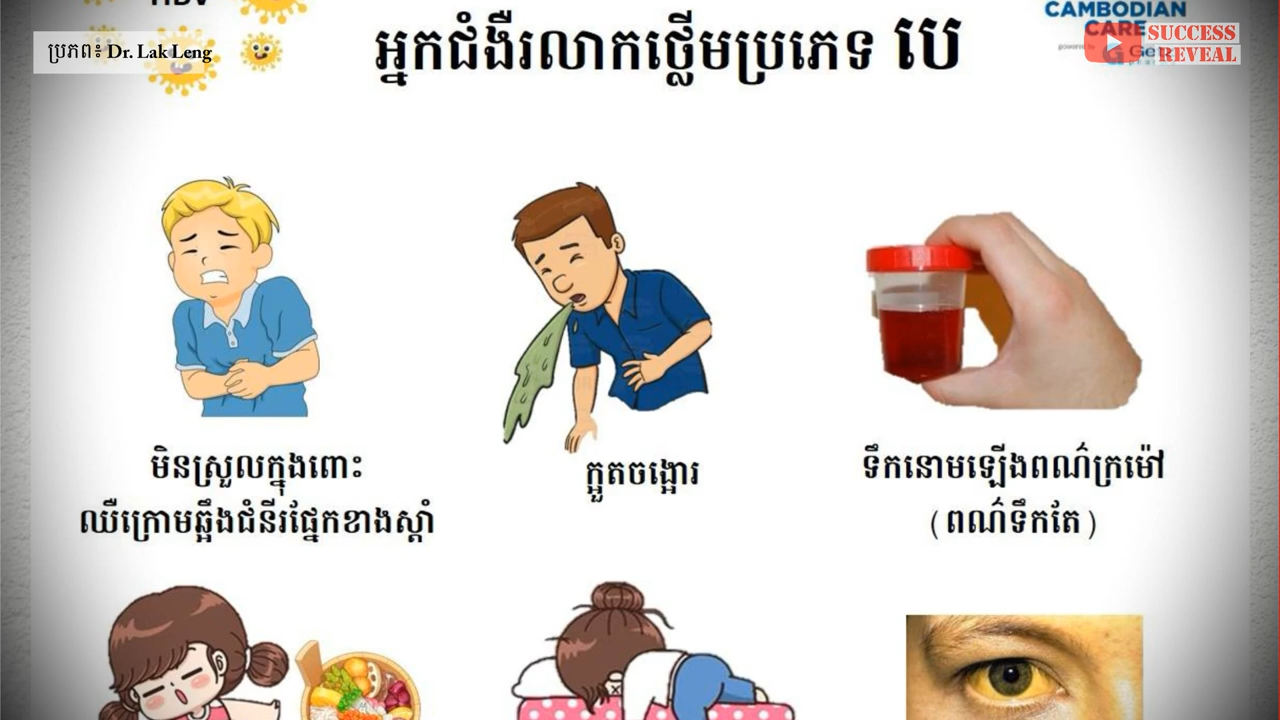 ប្រភព៖ Dr. Lak Leng
អ្នកជំងឺរលាកថ្លើមប្រភេទ បេ
CAMBODIAN
CARE
SUCCESS
REVEAL
មិនស្រួលក្នុងពោះ
ឈឺក្រោមឆ្អឹងជំនីរផ្នែកខាងស្តាំ
ក្អួតចង្អោរ
ទឹកនោមឡើងពណ៌ក្រម៉ៅ
(ពណ៌ទឹកតែ)